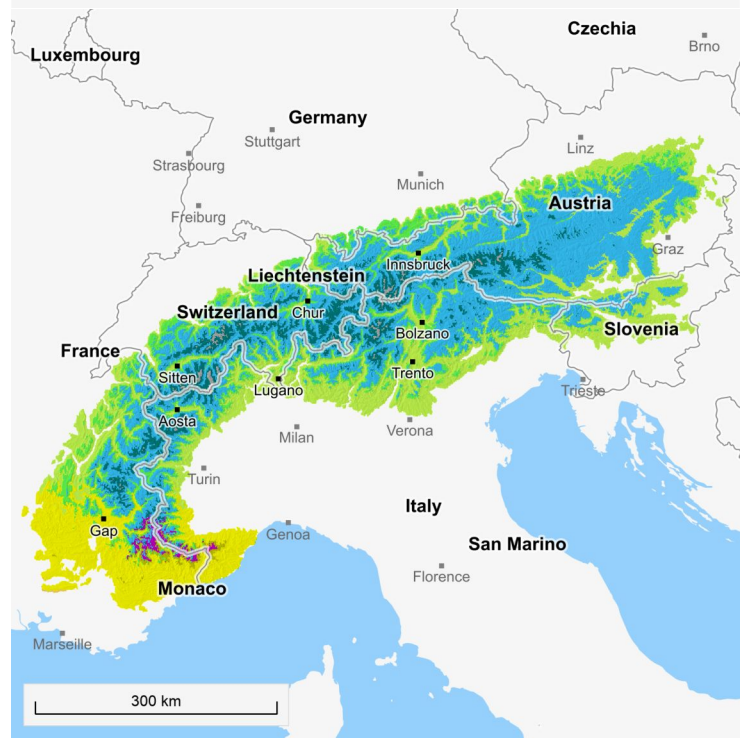 Czechia
Brno
Luxembourg
Germany
Stuttgart
Linz
Strasbourg
Munich
Austria
Freiburg
Graz
Innsbruck
Liechtenstein
Chur
Switzerland
Bolzano
Slovenia
France
Sitten
Trento
Lugano
Trieste
Aosta
Milan
Verona
Turin
Italy
Gap
Genoa
San Marino
Florence
Monaco
Marseille
300 km